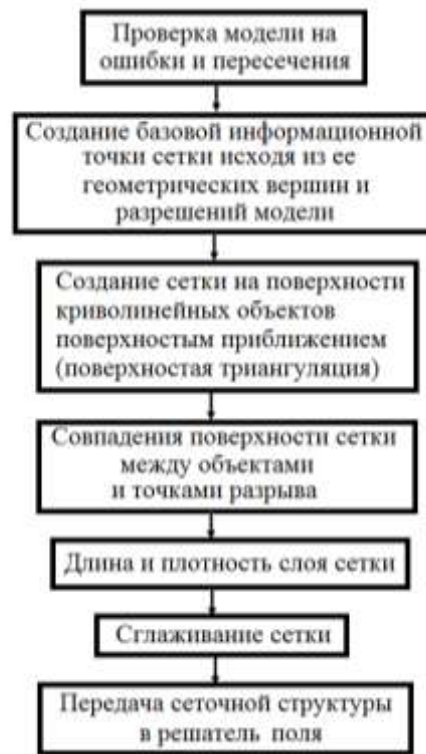 Проверка модели на
ошибки и пересечения
Создание базовой информационной
точки сетки исходя из ее
геометрических вершин и
разрешений модели
Создание сетки на поверхности
криволинейных объектов
поверхностым приближением
(поверхостая триангуляция)
Совпадения поверхности сетки
между объектами
и точками разрыва
Длина и плотность слоя сетки
Сглаживание сетки
Передача сеточной структуры
в решатель поля